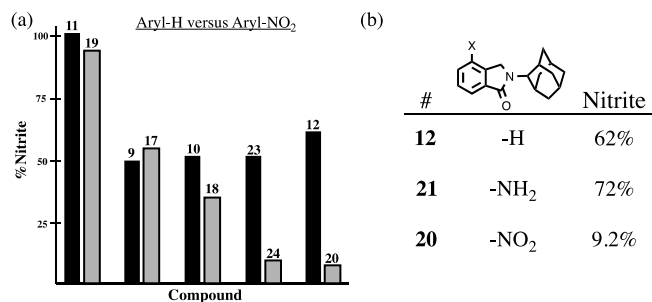 (a)
Aryl-H versus Aryl-NO₂
%Nitrite
100
75
50
25
11
19
9
17
10
18
23
24
12
20
Compound
(b)
X
N
O
# Nitrite
12 -H 62%
21 -NH₂ 72%
20 -NO₂ 9.2%